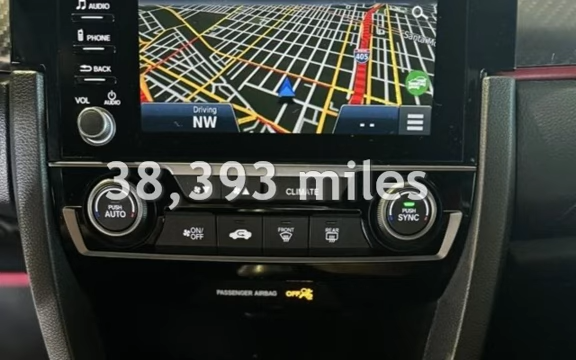 AUDIO
PHONE
BACK
VOL
AUDIO
Santa M
405
Driving
NW
--
38,393 miles
CLIMATE
PUSH
AUTO
PUSH
SYNC
ON/
OFF
FRONT
REAR
PASSENGER AIRBAG OFF